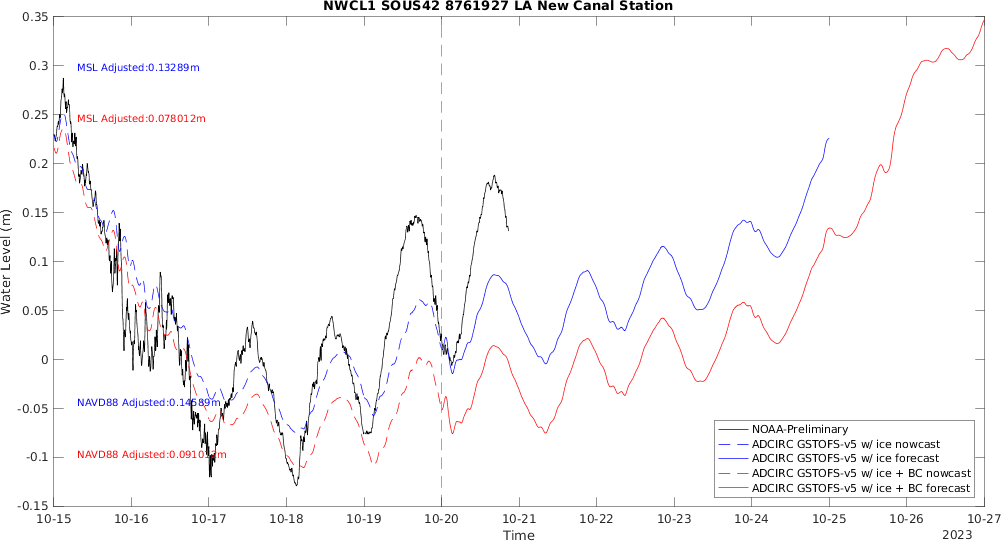 NWCL1 SOUS42 8761927 LA New Canal Station
0.35
0.3
0.25
0.2
0.15
0.1
0.05
0
-0.05
-0.1
-0.15
Water Level (m)
MSL Adjusted:0.13289m
MSL Adjusted:0.078012m
NAVD88 Adjusted:0.14589m
NAVD88 Adjusted:
NOAA-Preliminary
ADCIRC GSTOFS-v5 w/ ice nowcast
ADCIRC GSTOFS-v5 w/ ice forecast
ADCIRC GSTOFS-v5 w/ ice + BC nowcast
ADCIRC GSTOFS-v5 w/ ice + BC forecast
10-15 10-16 10-17 10-18 10-19 10-20 10-21 10-22 10-23 10-24 10-25 10-26 10-27
Time
2023